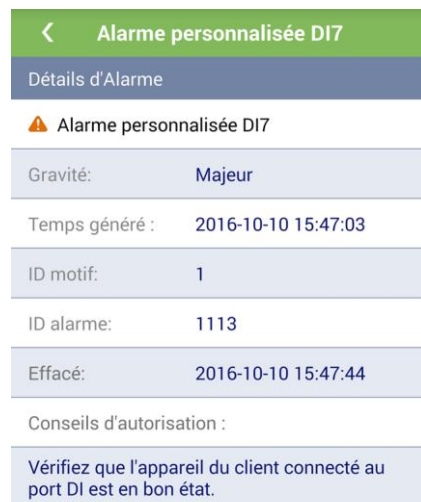 Alarme personnalisée DI7
Détails d'Alarme
Alarme personnalisée DI7
Gravité: Majeur
Temps généré : 2016-10-10 15:47:03
ID motif: 1
ID alarme: 1113
Effacé: 2016-10-10 15:47:44
Conseils d'autorisation :
Vérifiez que l'appareil du client connecté au
port DI est en bon état.